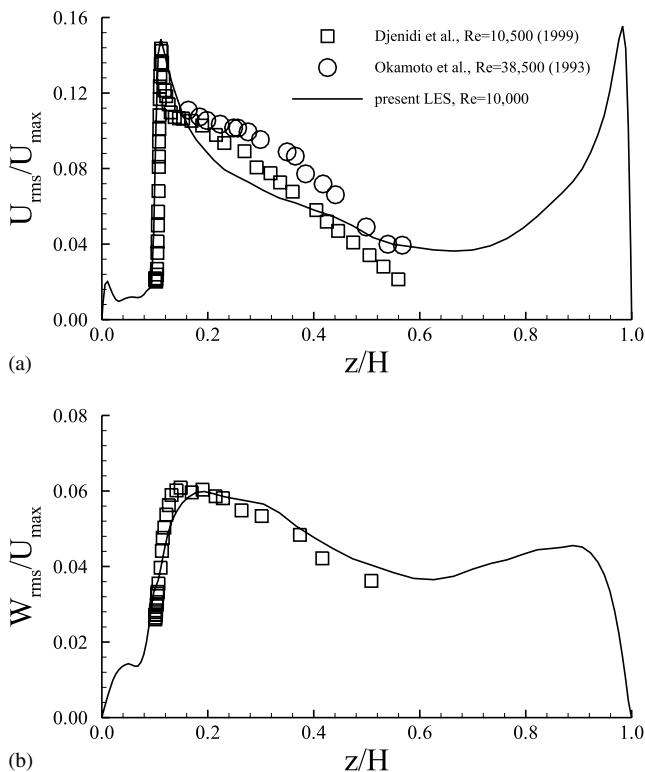 0.16
0.12
0.08
0.04
0.00
U_rms/U_max
Djenidi et al., Re=10,500 (1999)
Okamoto et al., Re=38,500 (1993)
present LES, Re=10,000
0.0 0.2 0.4 0.6 0.8 1.0
z/H
(a)
0.08
0.06
0.04
0.02
0.00
W_rms/U_max
0.0 0.2 0.4 0.6 0.8 1.0
z/H
(b)